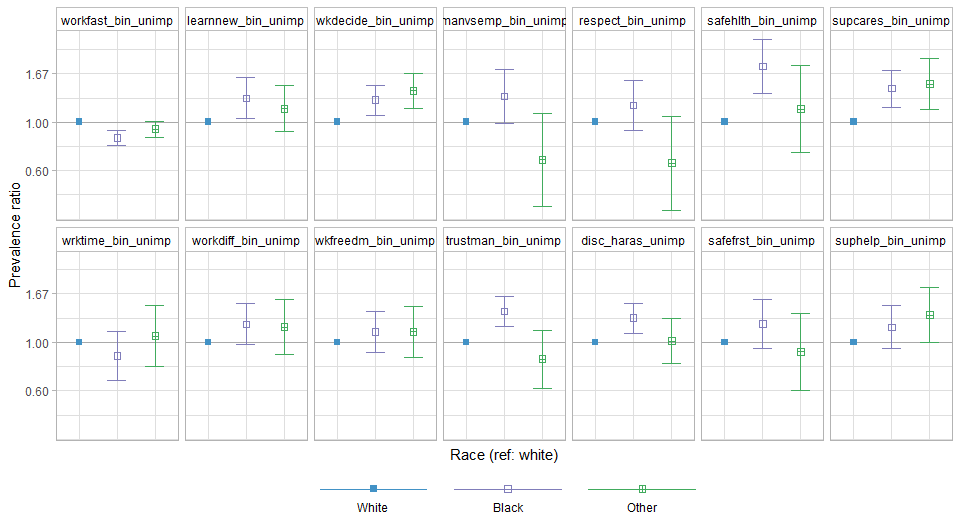 workfast_bin_unimp learnnew_bin_unimp wkdecide_bin_unimp manvsemp_bin_unimp respect_bin_unimp safehlth_bin_unimp supcares_bin_unimp
1.67
1.00
0.60
wrktime_bin_unimp workdiff_bin_unimp wkfreedm_bin_unimp trustman_bin_unimp disc_haras_unimp safefrst_bin_unimp suphelp_bin_unimp
1.67
1.00
0.60
Prevalence ratio
Race (ref: white)
White Black Other